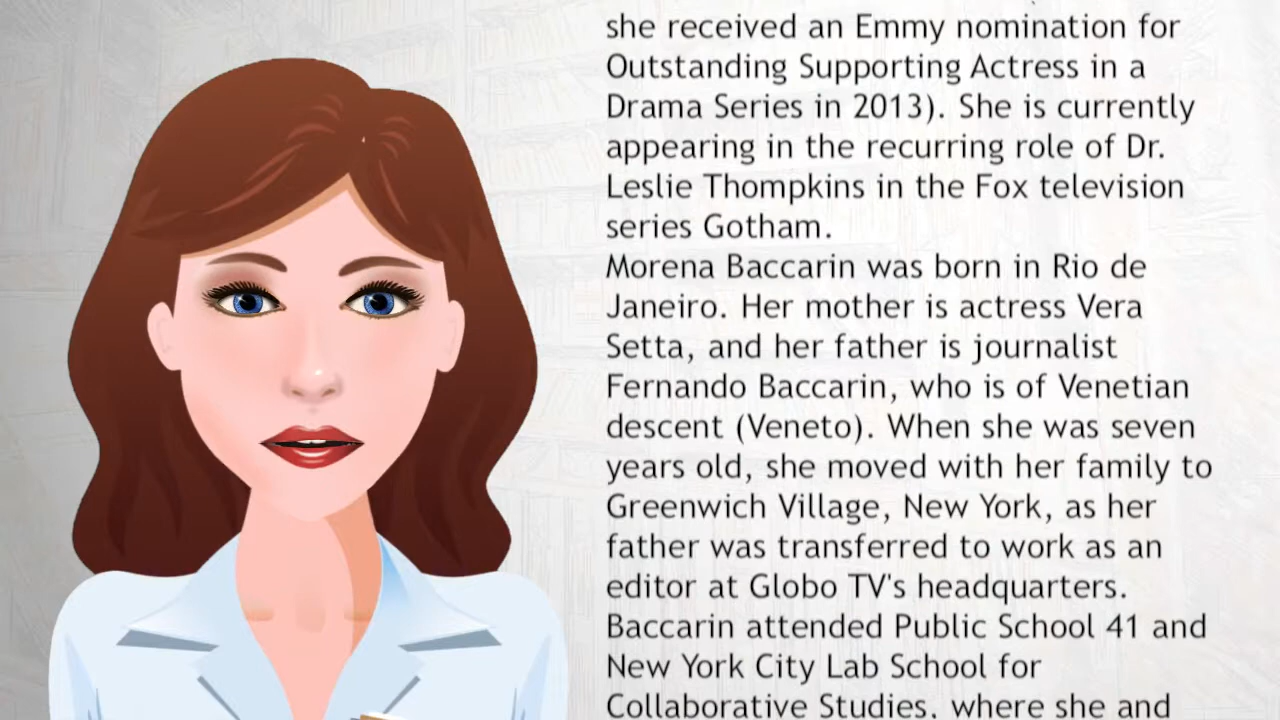 she received an Emmy nomination for
Outstanding Supporting Actress in a
Drama Series in 2013). She is currently
appearing in the recurring role of Dr.
Leslie Thompkins in the Fox television
series Gotham.
Morena Baccarin was born in Rio de
Janeiro. Her mother is actress Vera
Setta, and her father is journalist
Fernando Baccarin, who is of Venetian
descent (Veneto). When she was seven
years old, she moved with her family to
Greenwich Village, New York, as her
father was transferred to work as an
editor at Globo TV's headquarters.
Baccarin attended Public School 41 and
New York City Lab School for
Collaborative Studies, where she and